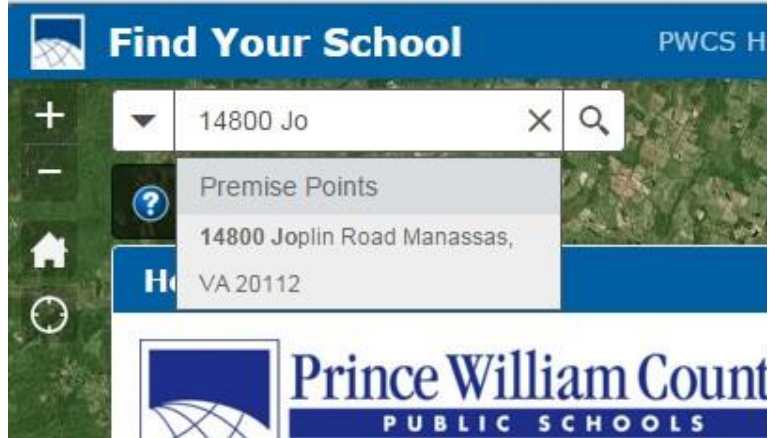 Find Your School
PWCS H
14800 Jo
Premise Points
14800 Joplin Road Manassas,
VA 20112
H
Prince William Count
PUBLIC SCHOOLS